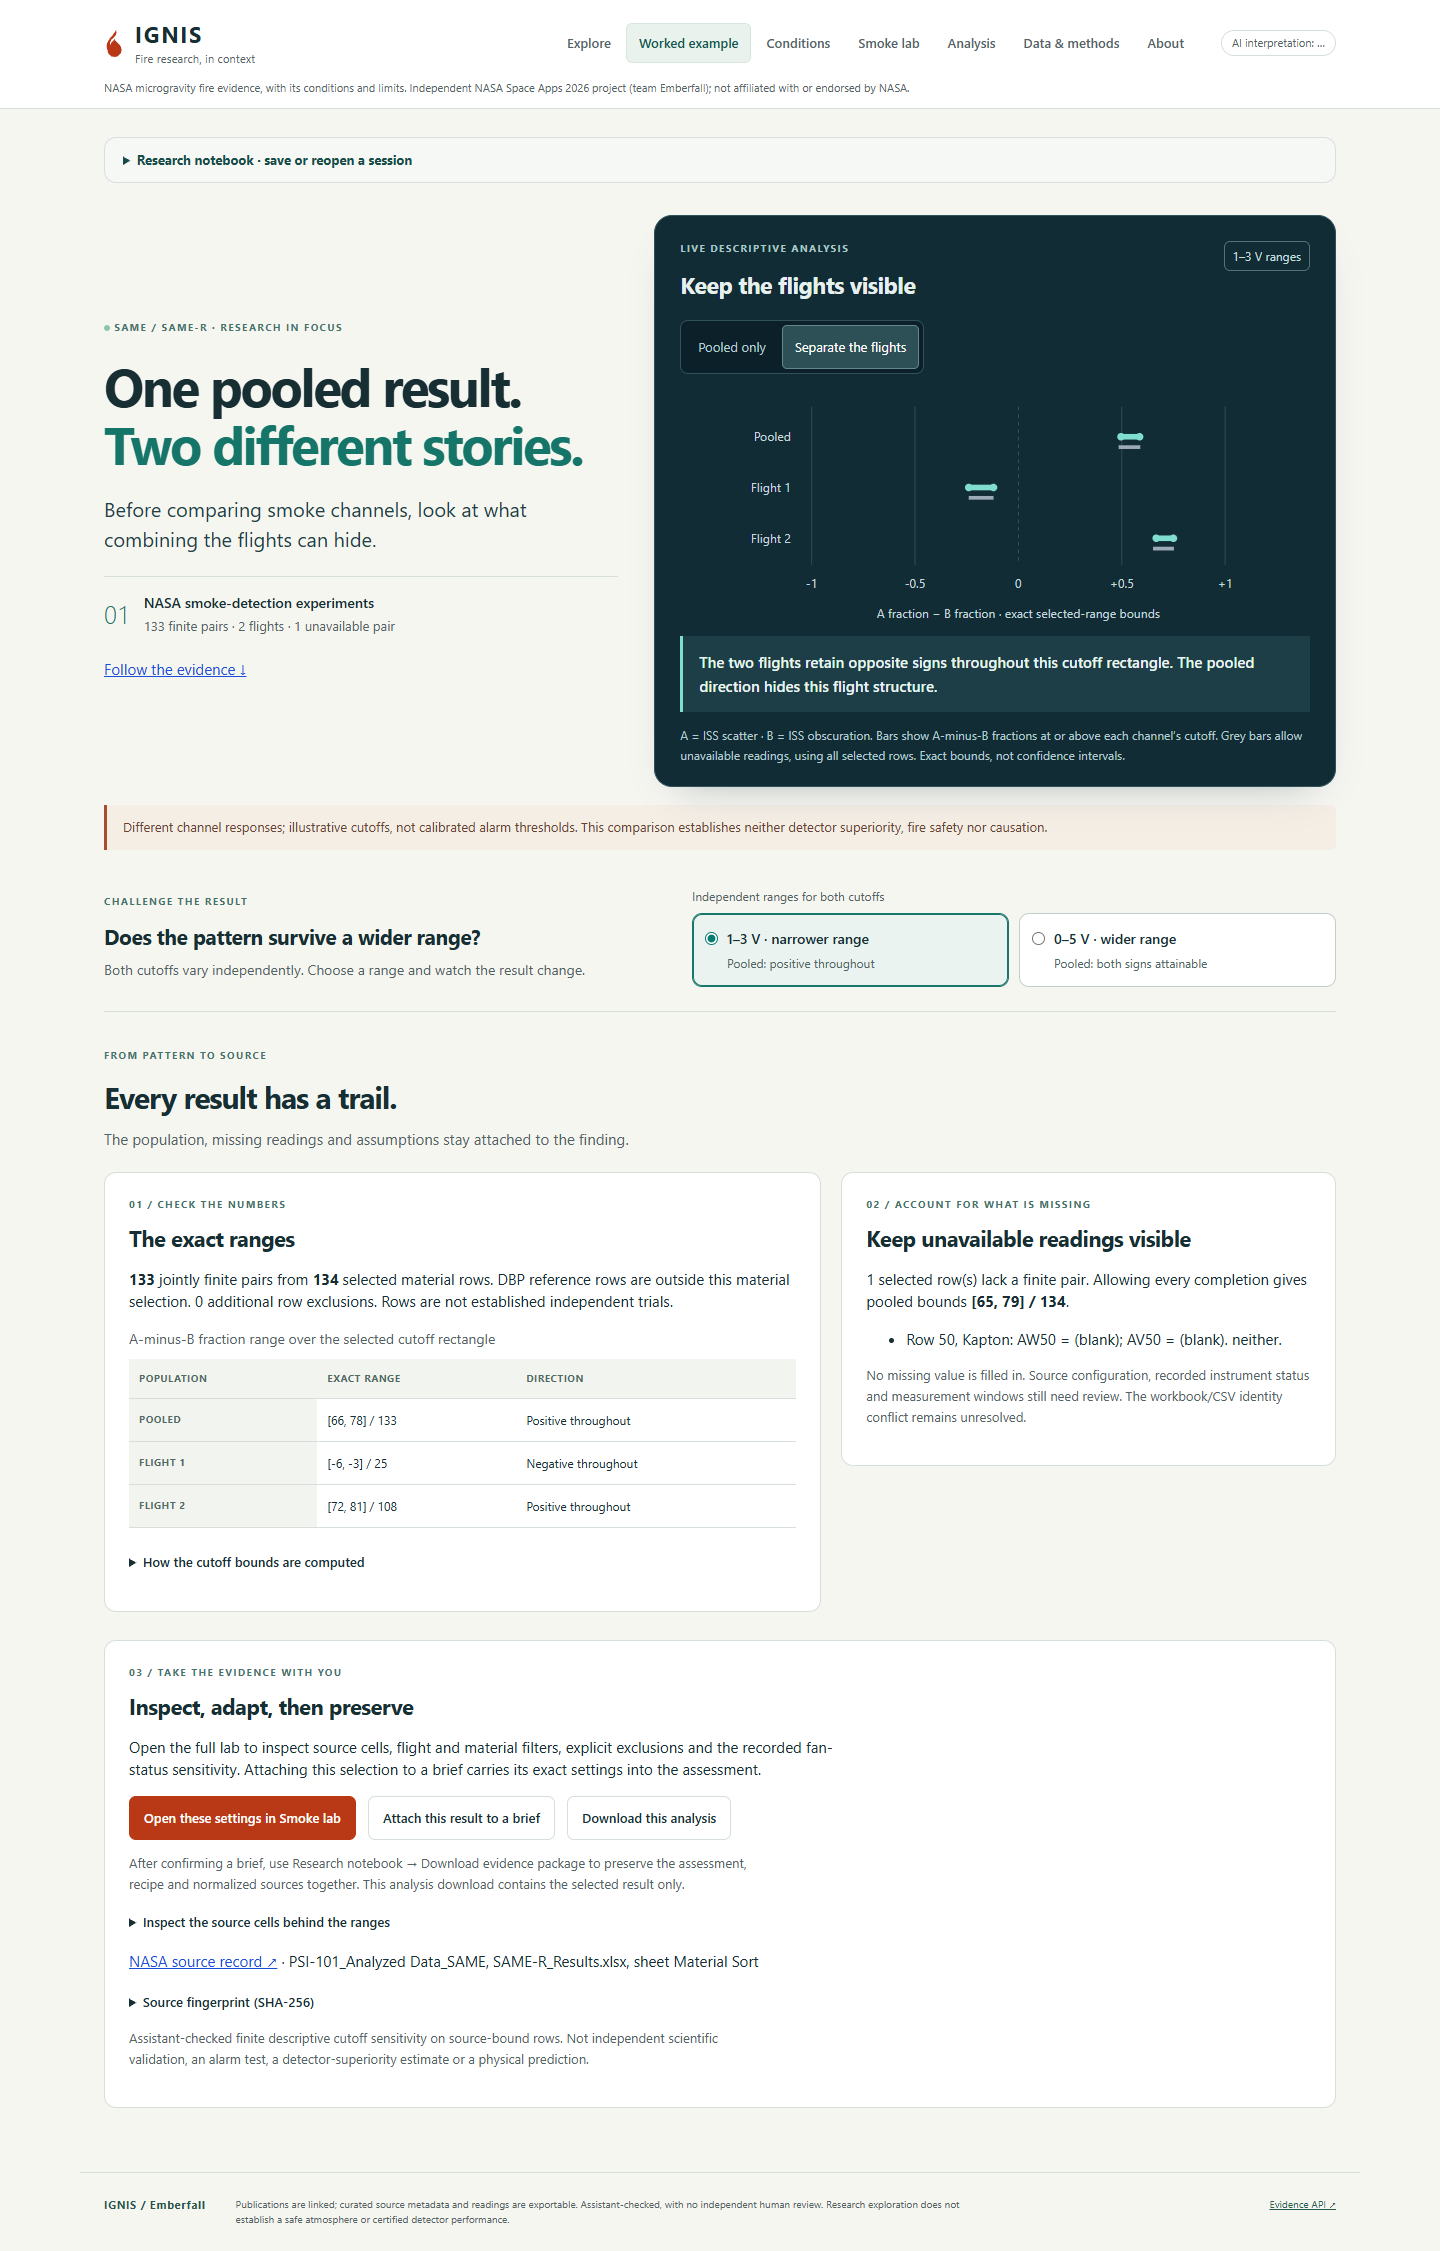 IGNIS
Fire research, in context
Explore
Worked example
Conditions
Smoke lab
Analysis
Data & methods
About
AI interpretation: ...
NASA microgravity fire evidence, with its conditions and limits. Independent NASA Space Apps 2026 project (team Emberfall); not affiliated with or endorsed by NASA.
▶ Research notebook · save or reopen a session
SAME / SAME-R · RESEARCH IN FOCUS
One pooled result.
Two different stories.
Before comparing smoke channels, look at what
combining the flights can hide.
01
NASA smoke-detection experiments
133 finite pairs · 2 flights · 1 unavailable pair
Follow the evidence ↓
LIVE DESCRIPTIVE ANALYSIS
1–3 V ranges
Keep the flights visible
Pooled only
Separate the flights
Pooled
Flight 1
Flight 2
-1
-0.5
0
+0.5
+1
A fraction − B fraction · exact selected-range bounds
The two flights retain opposite signs throughout this cutoff rectangle. The pooled
direction hides this flight structure.
A = ISS scatter · B = ISS obscuration. Bars show A-minus-B fractions at or above each channel's cutoff. Grey bars allow
unavailable readings, using all selected rows. Exact bounds, not confidence intervals.
Different channel responses; illustrative cutoffs, not calibrated alarm thresholds. This comparison establishes neither detector superiority, fire safety nor causation.
CHALLENGE THE RESULT
Does the pattern survive a wider range?
Both cutoffs vary independently. Choose a range and watch the result change.
Independent ranges for both cutoffs
1–3 V · narrower range
Pooled: positive throughout
0–5 V · wider range
Pooled: both signs attainable
FROM PATTERN TO SOURCE
Every result has a trail.
The population, missing readings and assumptions stay attached to the finding.
01 / CHECK THE NUMBERS
The exact ranges
133 jointly finite pairs from 134 selected material rows. DBP reference rows are outside this material
selection. 0 additional row exclusions. Rows are not established independent trials.
A-minus-B fraction range over the selected cutoff rectangle
POPULATION EXACT RANGE DIRECTION
POOLED [66, 78] / 133 Positive throughout
FLIGHT 1 [-6, -3] / 25 Negative throughout
FLIGHT 2 [72, 81] / 108 Positive throughout
▶ How the cutoff bounds are computed
02 / ACCOUNT FOR WHAT IS MISSING
Keep unavailable readings visible
1 selected row(s) lack a finite pair. Allowing every completion gives
pooled bounds [65, 79] / 134.
• Row 50, Kapton: AW50 = (blank); AV50 = (blank). neither.
No missing value is filled in. Source configuration, recorded instrument status
and measurement windows still need review. The workbook/CSV identity
conflict remains unresolved.
03 / TAKE THE EVIDENCE WITH YOU
Inspect, adapt, then preserve
Open the full lab to inspect source cells, flight and material filters, explicit exclusions and the recorded fan-
status sensitivity. Attaching this selection to a brief carries its exact settings into the assessment.
Open these settings in Smoke lab
Attach this result to a brief
Download this analysis
After confirming a brief, use Research notebook → Download evidence package to preserve the assessment,
recipe and normalized sources together. This analysis download contains the selected result only.
▶ Inspect the source cells behind the ranges
NASA source record ↗ · PSI-101_Analyzed Data_SAME, SAME-R_Results.xlsx, sheet Material Sort
▶ Source fingerprint (SHA-256)
Assistant-checked finite descriptive cutoff sensitivity on source-bound rows. Not independent scientific
validation, an alarm test, a detector-superiority estimate or a physical prediction.
IGNIS / Emberfall
Publications are linked; curated source metadata and readings are exportable. Assistant-checked, with no independent human review. Research exploration does not
establish a safe atmosphere or certified detector performance.
Evidence API ↗